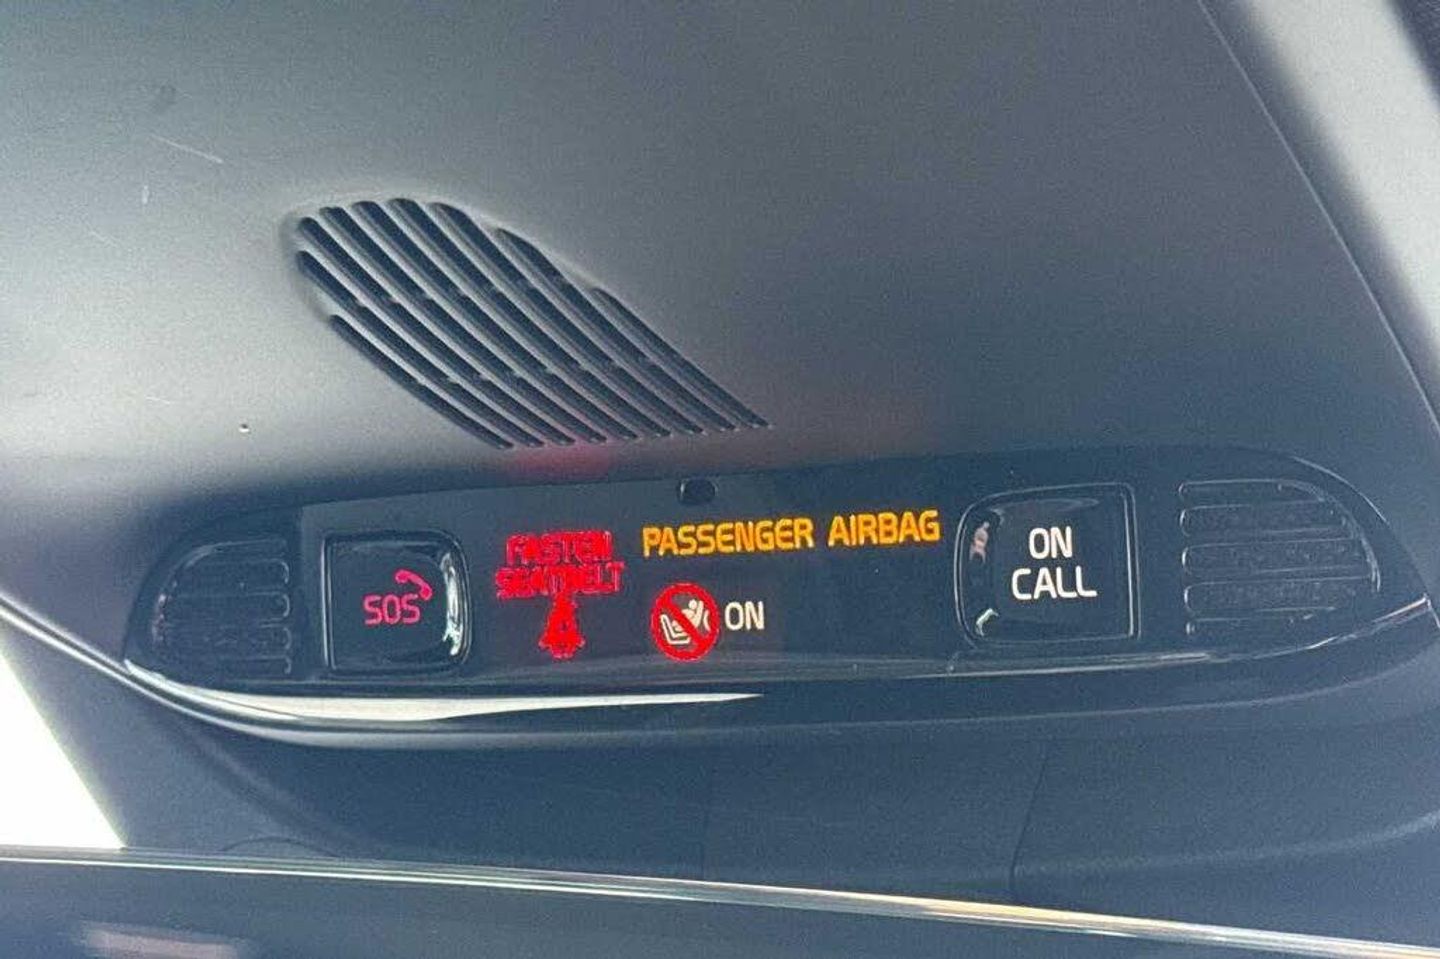 SOS
FASTEN
SEATBELT
PASSENGER AIRBAG
ON
ON
CALL